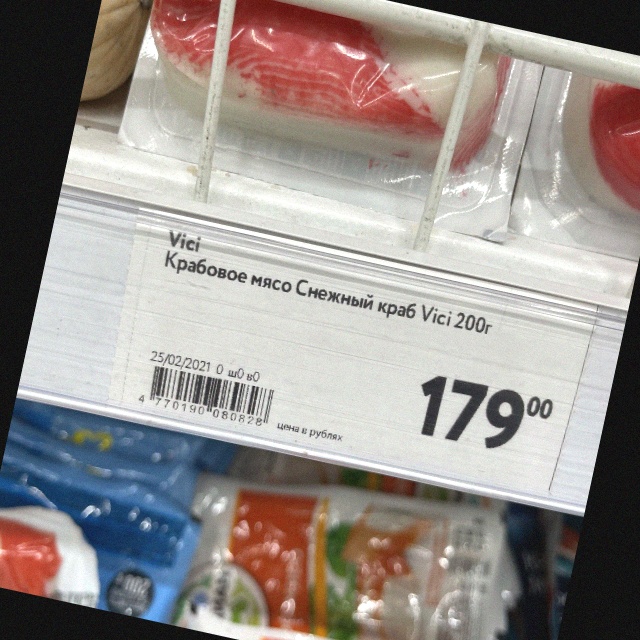 Vici
Крабовое мясо Снежный краб Vici 200г
25/02/2021 0 ш0 в0
4 770190 080828
цена в рублях
179 00